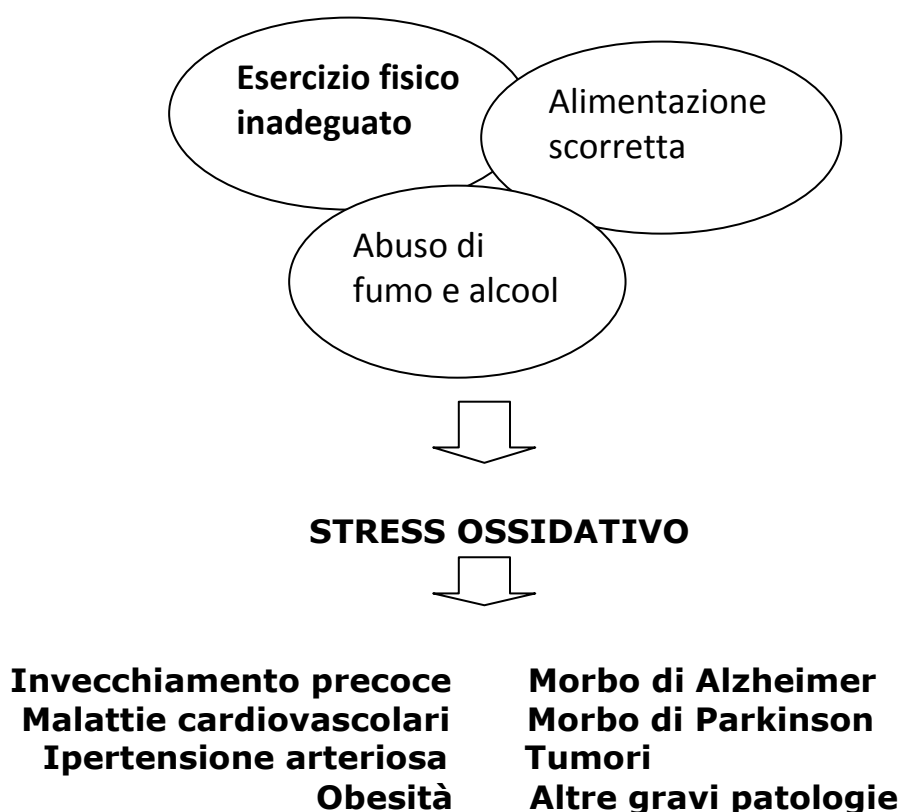 Esercizio fisico
inadeguato
Alimentazione
scorretta
Abuso di
fumo e alcool
STRESS OSSIDATIVO
Invecchiamento precoce
Malattie cardiovascolari
Ipertensione arteriosa
Obesità
Morbo di Alzheimer
Morbo di Parkinson
Tumori
Altre gravi patologie